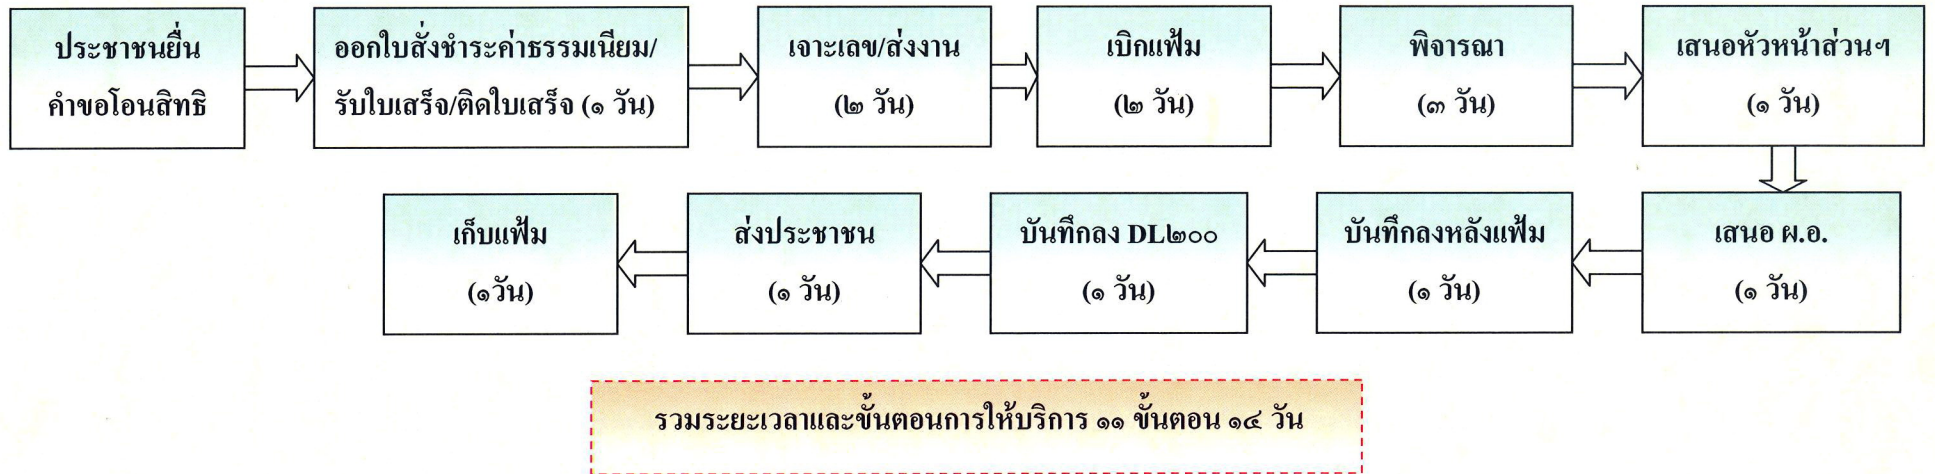 ประชาชนยื่น
คำขอโอนสิทธิ
ออกใบสั่งชำระค่าธรรมเนียม/
รับใบเสร็จ/ติดใบเสร็จ (๑ วัน)
เจาะเลข/ส่งงาน
(๒ วัน)
เบิกแฟ้ม
(๒ วัน)
พิจารณา
(๓ วัน)
เสนอหัวหน้าส่วนฯ
(๑ วัน)
เสนอ ผ.อ.
(๑ วัน)
บันทึกลงหลังแฟ้ม
(๑ วัน)
บันทึกลง DL๒๐๐
(๑ วัน)
ส่งประชาชน
(๑ วัน)
เก็บแฟ้ม
(๑วัน)
รวมระยะเวลาและขั้นตอนการให้บริการ ๑๑ ขั้นตอน ๑๔ วัน